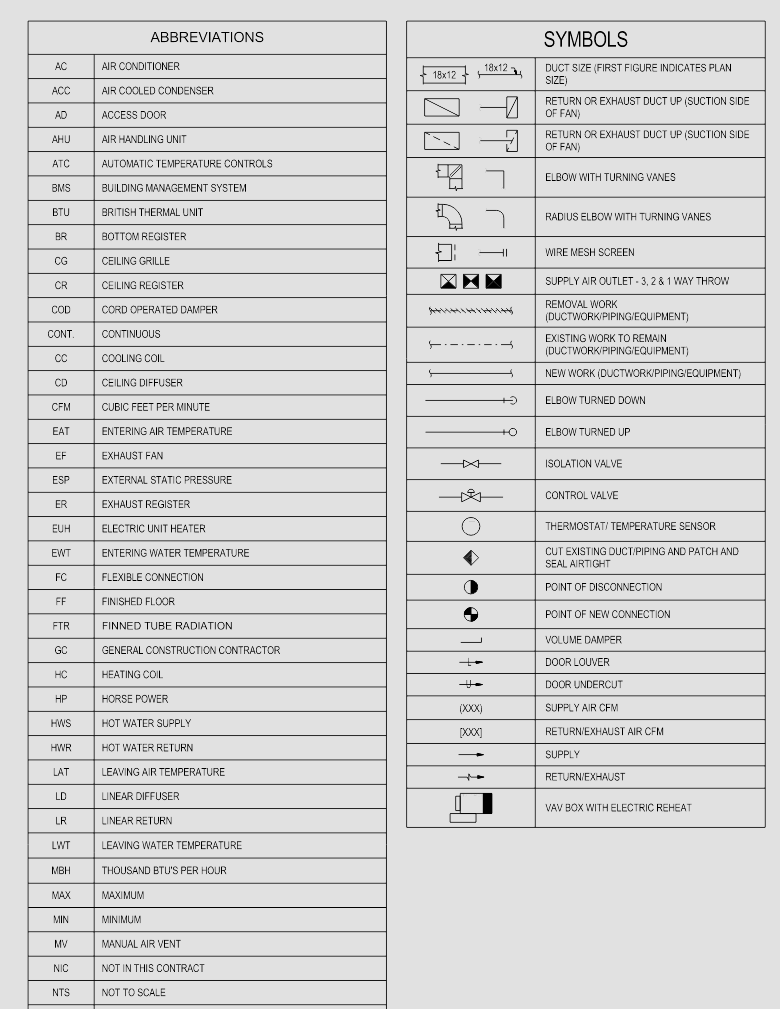 ABBREVIATIONS
AC AIR CONDITIONER
ACC AIR COOLED CONDENSER
AD ACCESS DOOR
AHU AIR HANDLING UNIT
ATC AUTOMATIC TEMPERATURE CONTROLS
BMS BUILDING MANAGEMENT SYSTEM
BTU BRITISH THERMAL UNIT
BR BOTTOM REGISTER
CG CEILING GRILLE
CR CEILING REGISTER
COD CORD OPERATED DAMPER
CONT. CONTINUOUS
CC COOLING COIL
CD CEILING DIFFUSER
CFM CUBIC FEET PER MINUTE
EAT ENTERING AIR TEMPERATURE
EF EXHAUST FAN
ESP EXTERNAL STATIC PRESSURE
ER EXHAUST REGISTER
EUH ELECTRIC UNIT HEATER
EWT ENTERING WATER TEMPERATURE
FC FLEXIBLE CONNECTION
FF FINISHED FLOOR
FTR FINNED TUBE RADIATION
GC GENERAL CONSTRUCTION CONTRACTOR
HC HEATING COIL
HP HORSE POWER
HWS HOT WATER SUPPLY
HWR HOT WATER RETURN
LAT LEAVING AIR TEMPERATURE
LD LINEAR DIFFUSER
LR LINEAR RETURN
LWT LEAVING WATER TEMPERATURE
MBH THOUSAND BTU'S PER HOUR
MAX MAXIMUM
MIN MINIMUM
MV MANUAL AIR VENT
NIC NOT IN THIS CONTRACT
NTS NOT TO SCALE
SYMBOLS
18x12 18x12 DUCT SIZE (FIRST FIGURE INDICATES PLAN
SIZE)
RETURN OR EXHAUST DUCT UP (SUCTION SIDE
OF FAN)
RETURN OR EXHAUST DUCT UP (SUCTION SIDE
OF FAN)
ELBOW WITH TURNING VANES
RADIUS ELBOW WITH TURNING VANES
WIRE MESH SCREEN
SUPPLY AIR OUTLET - 3, 2 & 1 WAY THROW
REMOVAL WORK
(DUCTWORK/PIPING/EQUIPMENT)
EXISTING WORK TO REMAIN
(DUCTWORK/PIPING/EQUIPMENT)
NEW WORK (DUCTWORK/PIPING/EQUIPMENT)
ELBOW TURNED DOWN
ELBOW TURNED UP
ISOLATION VALVE
CONTROL VALVE
THERMOSTAT/ TEMPERATURE SENSOR
CUT EXISTING DUCT/PIPING AND PATCH AND
SEAL AIRTIGHT
POINT OF DISCONNECTION
POINT OF NEW CONNECTION
VOLUME DAMPER
L DOOR LOUVER
U DOOR UNDERCUT
(XXX) SUPPLY AIR CFM
[XXX] RETURN/EXHAUST AIR CFM
SUPPLY
RETURN/EXHAUST
VAV BOX WITH ELECTRIC REHEAT